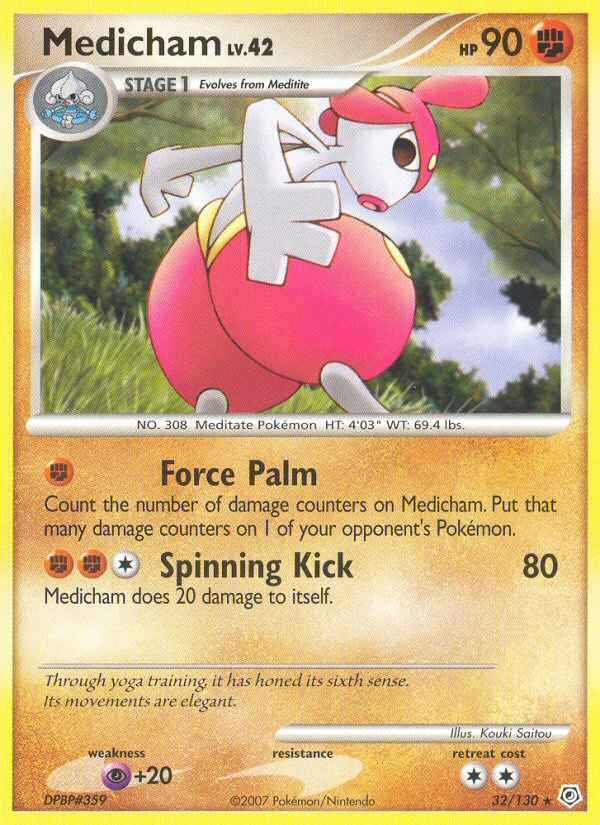 Medicham LV.42 HP 90
STAGE 1 Evolves from Meditite
NO. 308 Meditate Pokémon HT: 4'03" WT: 69.4 lbs.
Force Palm
Count the number of damage counters on Medicham. Put that
many damage counters on 1 of your opponent's Pokémon.
Spinning Kick 80
Medicham does 20 damage to itself.
Through yoga training, it has honed its sixth sense.
Its movements are elegant.
Illus. Kouki Saitou
weakness resistance retreat cost
+20
DPBP#359 ©2007 Pokémon/Nintendo 32/130 ★